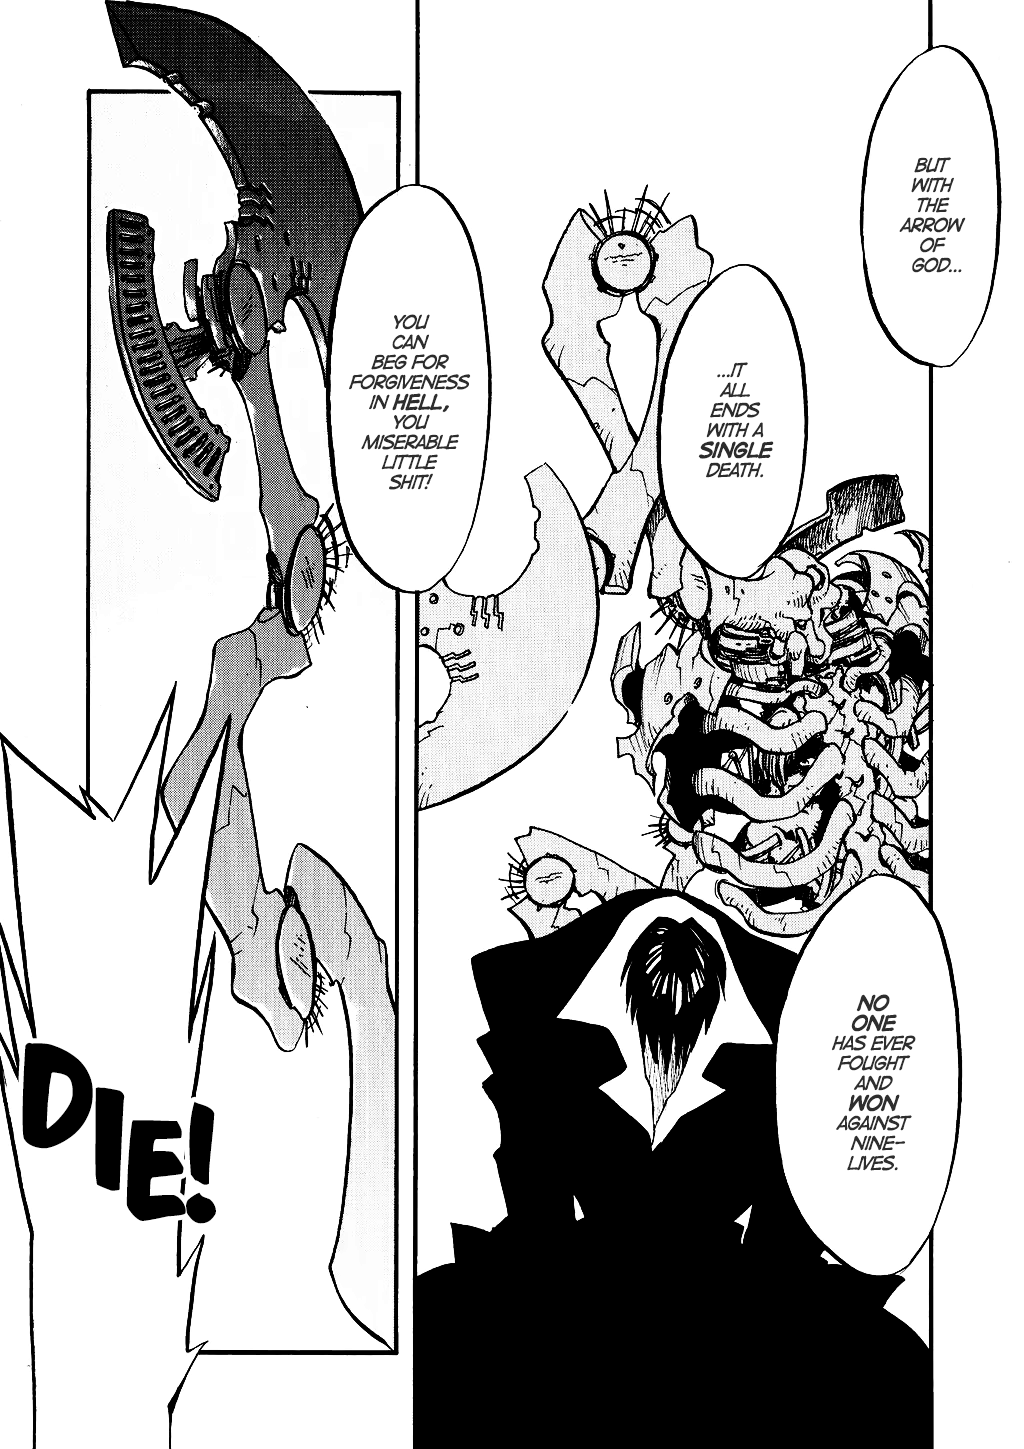 BUT
WITH
THE
ARROW
OF
GOD...
...IT
ALL
ENDS
WITH A
SINGLE
DEATH.
NO
ONE
HAS EVER
FOUGHT
AND
WON
AGAINST
NINE-
LIVES.
YOU
CAN
BEG FOR
FORGIVENESS
IN HELL,
YOU
MISERABLE
LITTLE
SHIT!
DIE!